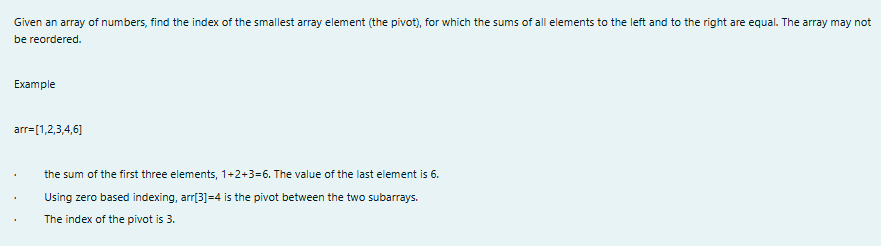 Given an array of numbers, find the index of the smallest array element (the pivot), for which the sums of all elements to the left and to the right are equal. The array may not
be reordered.
Example
arr=[1,2,3,4,6]
· the sum of the first three elements, 1+2+3=6. The value of the last element is 6.
· Using zero based indexing, arr[3]=4 is the pivot between the two subarrays.
· The index of the pivot is 3.